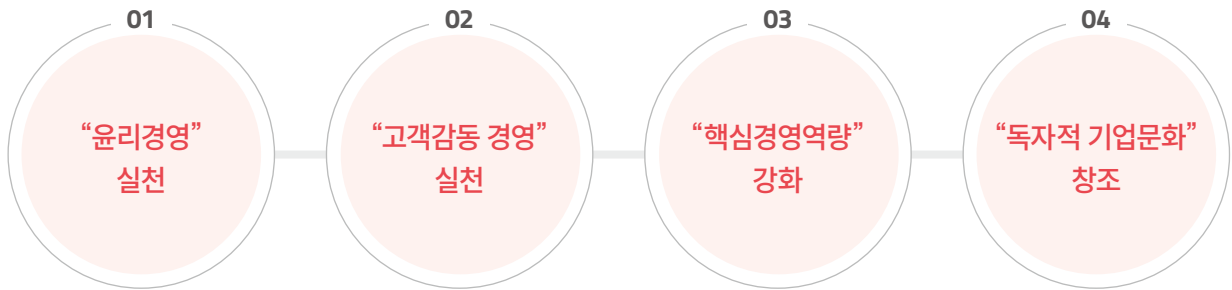 01
“윤리경영”
실천
02
“고객감동 경영”
실천
03
“핵심경영역량”
강화
04
“독자적 기업문화”
창조